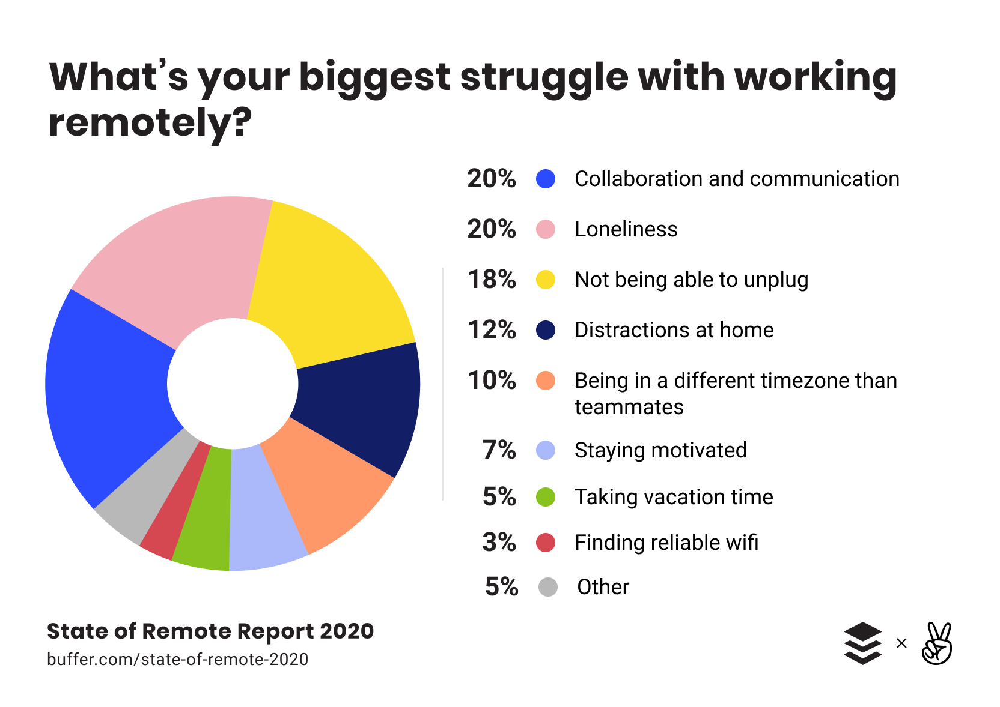 What’s your biggest struggle with working
remotely?
20% Collaboration and communication
20% Loneliness
18% Not being able to unplug
12% Distractions at home
10% Being in a different timezone than
teammates
7% Staying motivated
5% Taking vacation time
3% Finding reliable wifi
5% Other
State of Remote Report 2020
buffer.com/state-of-remote-2020
×